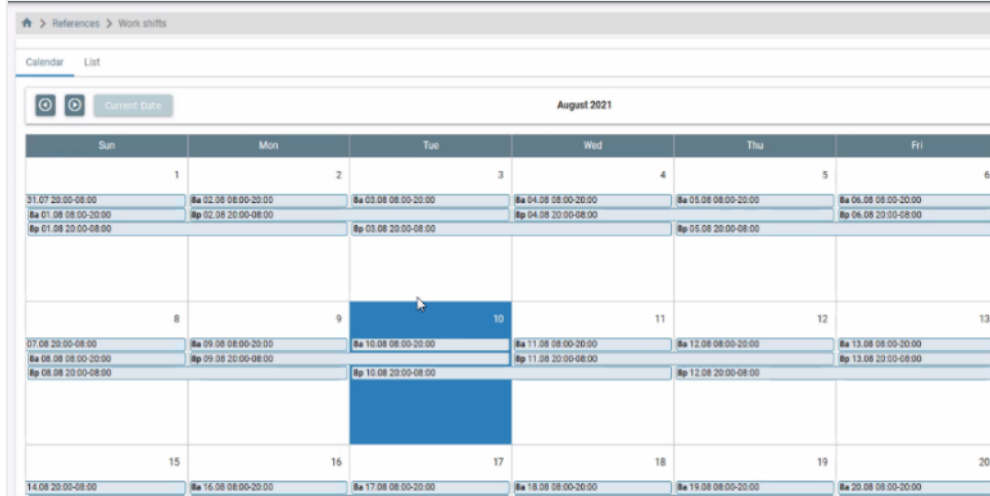 References > Work shifts
Calendar List
Current Date August 2021
Sun Mon Tue Wed Thu Fri
1 2 3 4 5 6
31.07 20:00-08:00 8a 02.08 08:00-20:00 8a 03.08 08:00-20:00 8a 04.08 08:00-20:00 8a 05.08 08:00-20:00 8a 06.08 08:00-20:00
8a 01.08 08:00-20:00 8p 02.08 20:00-08:00 8p 04.08 20:00-08:00 8p 06.08 20:00-08:00
8p 01.08 20:00-08:00 8p 03.08 20:00-08:00 8p 05.08 20:00-08:00
8 9 10 11 12 13
07.08 20:00-08:00 8a 09.08 08:00-20:00 8a 10.08 08:00-20:00 8a 11.08 08:00-20:00 8a 12.08 08:00-20:00 8a 13.08 08:00-20:00
8a 08.08 08:00-20:00 8p 09.08 20:00-08:00 8p 11.08 20:00-08:00 8p 13.08 20:00-08:00
8p 08.08 20:00-08:00 8p 10.08 20:00-08:00 8p 12.08 20:00-08:00
15 16 17 18 19 20
14.08 20:00-08:00 8a 16.08 08:00-20:00 8a 17.08 08:00-20:00 8a 18.08 08:00-20:00 8a 19.08 08:00-20:00 8a 20.08 08:00-20:00